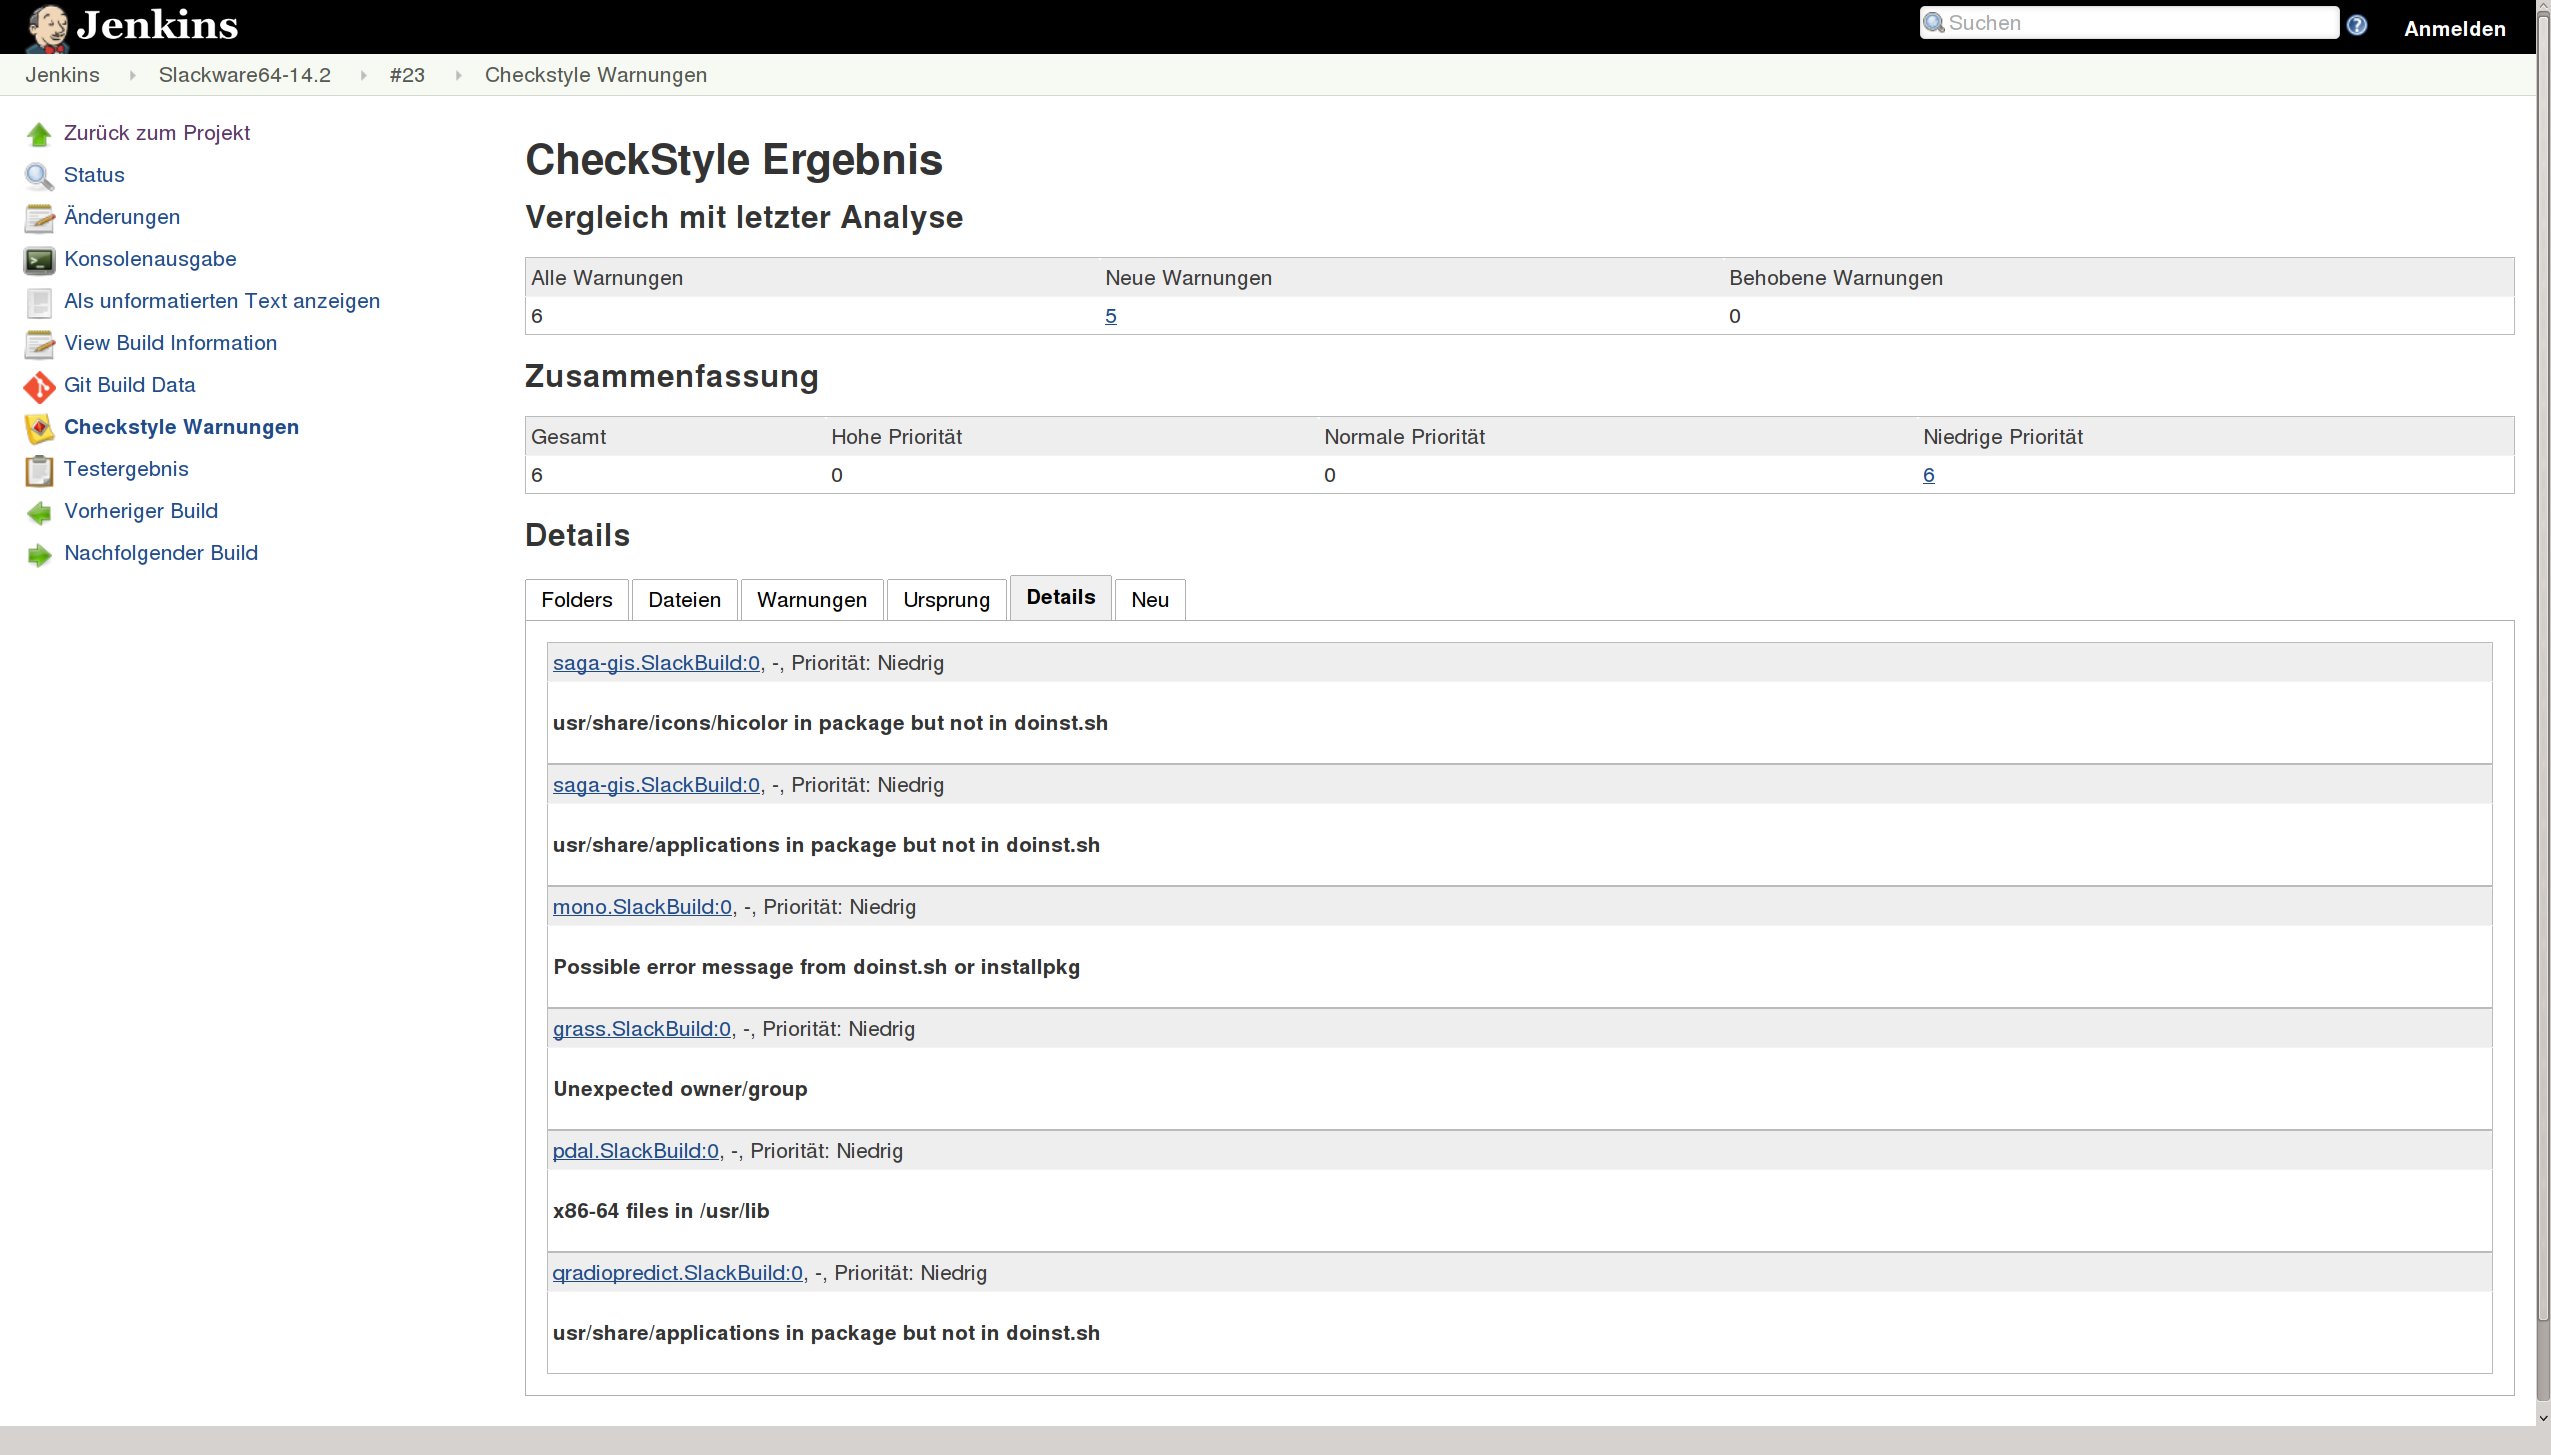 Jenkins
Suchen
Anmelden
Jenkins Slackware64-14.2 #23 Checkstyle Warnungen
Zurück zum Projekt
Status
Änderungen
Konsolenausgabe
Als unformatierten Text anzeigen
View Build Information
Git Build Data
Checkstyle Warnungen
Testergebnis
Vorheriger Build
Nachfolgender Build
CheckStyle Ergebnis
Vergleich mit letzter Analyse
Alle Warnungen Neue Warnungen Behobene Warnungen
6 5 0
Zusammenfassung
Gesamt Hohe Priorität Normale Priorität Niedrige Priorität
6 0 0 6
Details
Folders Dateien Warnungen Ursprung Details Neu
saga-gis.SlackBuild:0, -, Priorität: Niedrig
usr/share/icons/hicolor in package but not in doinst.sh
saga-gis.SlackBuild:0, -, Priorität: Niedrig
usr/share/applications in package but not in doinst.sh
mono.SlackBuild:0, -, Priorität: Niedrig
Possible error message from doinst.sh or installpkg
grass.SlackBuild:0, -, Priorität: Niedrig
Unexpected owner/group
pdal.SlackBuild:0, -, Priorität: Niedrig
x86-64 files in /usr/lib
qradiopredict.SlackBuild:0, -, Priorität: Niedrig
usr/share/applications in package but not in doinst.sh